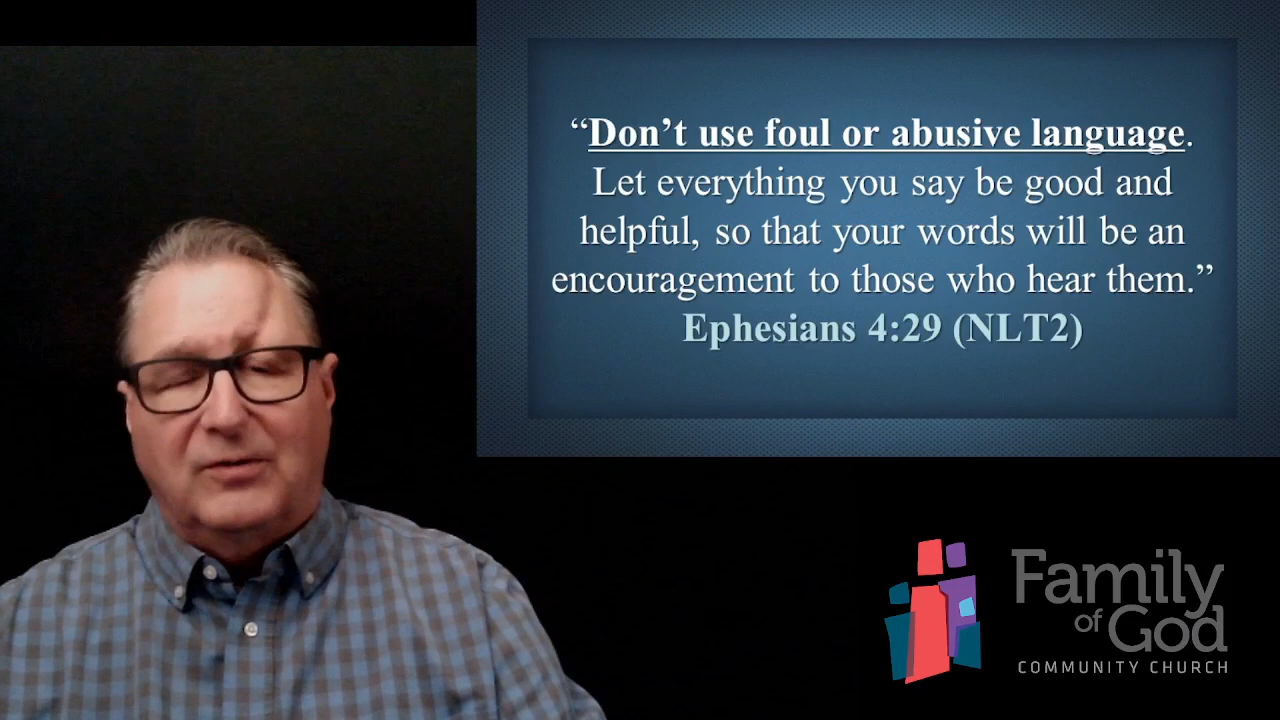 “Don’t use foul or abusive language.
Let everything you say be good and
helpful, so that your words will be an
encouragement to those who hear them.”
Ephesians 4:29 (NLT2)
Family
of God
COMMUNITY CHURCH